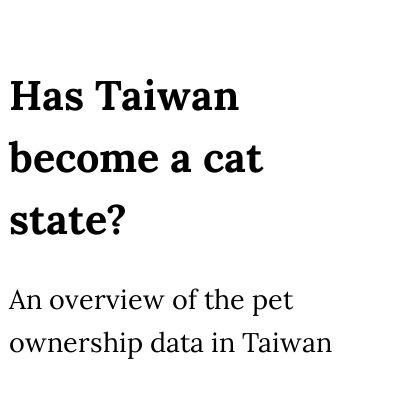 Has Taiwan
become a cat
state?
An overview of the pet
ownership data in Taiwan